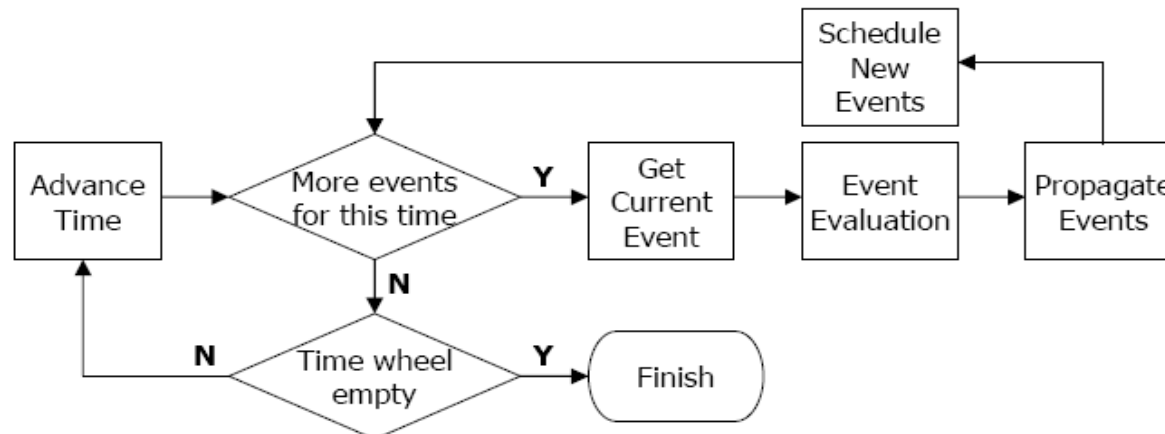 Schedule
New
Events
Advance
Time
More events
for this time
Y
Get
Current
Event
Event
Evaluation
Propagate
Events
N
N
Time wheel
empty
Y
Finish